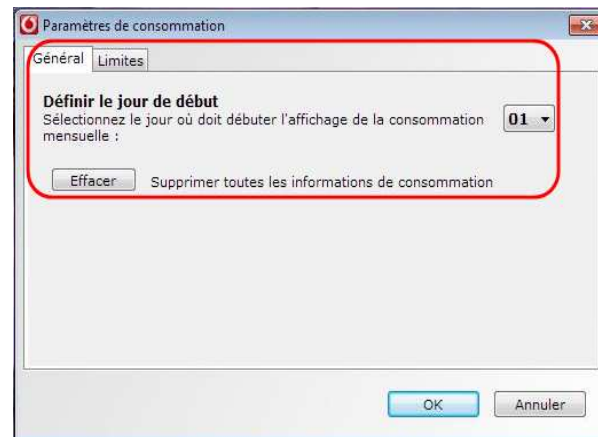 Paramètres de consommation
Général Limites
Définir le jour de début
Sélectionnez le jour où doit débuter l'affichage de la consommation
mensuelle :
01
Effacer Supprimer toutes les informations de consommation
OK Annuler